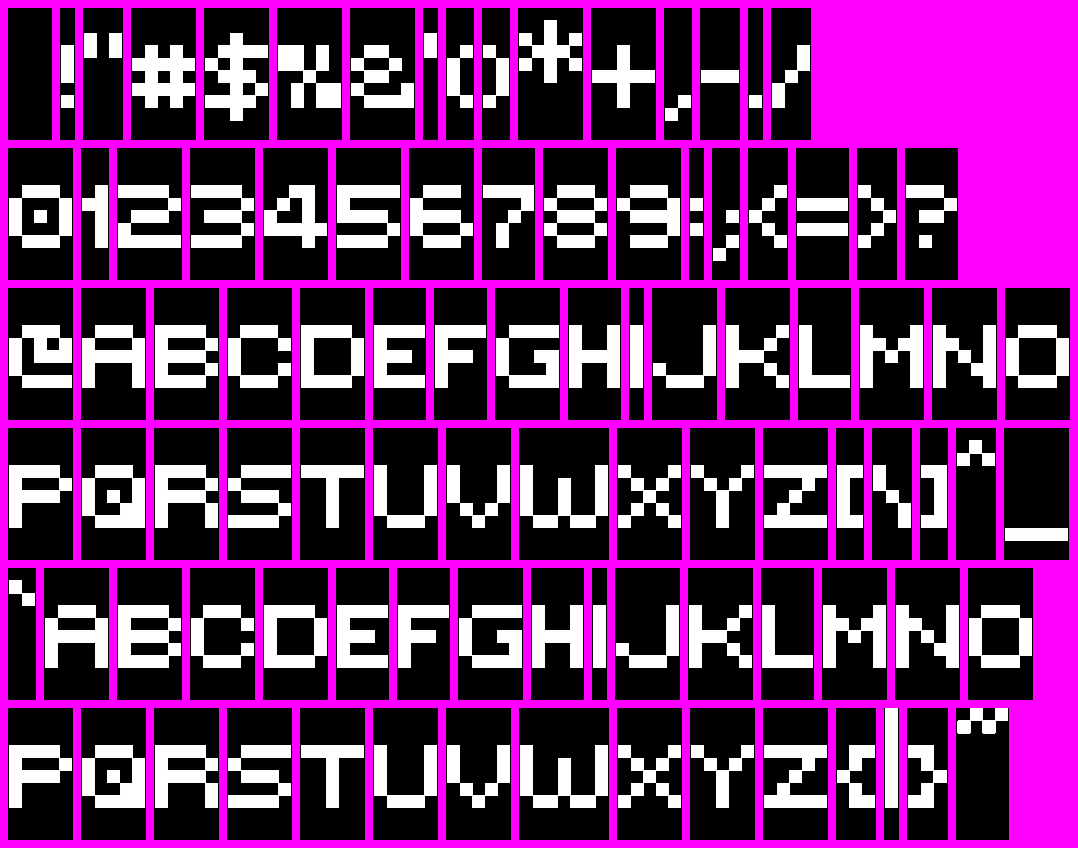 !"#$%&'()*+,-./
0123456789:;<=>?
@ABCDEFGHIJKLMNO
PQRSTUVWXYZ[\]^_
`ABCDEFGHIJKLMNO
PQRSTUVWXYZ{|}~